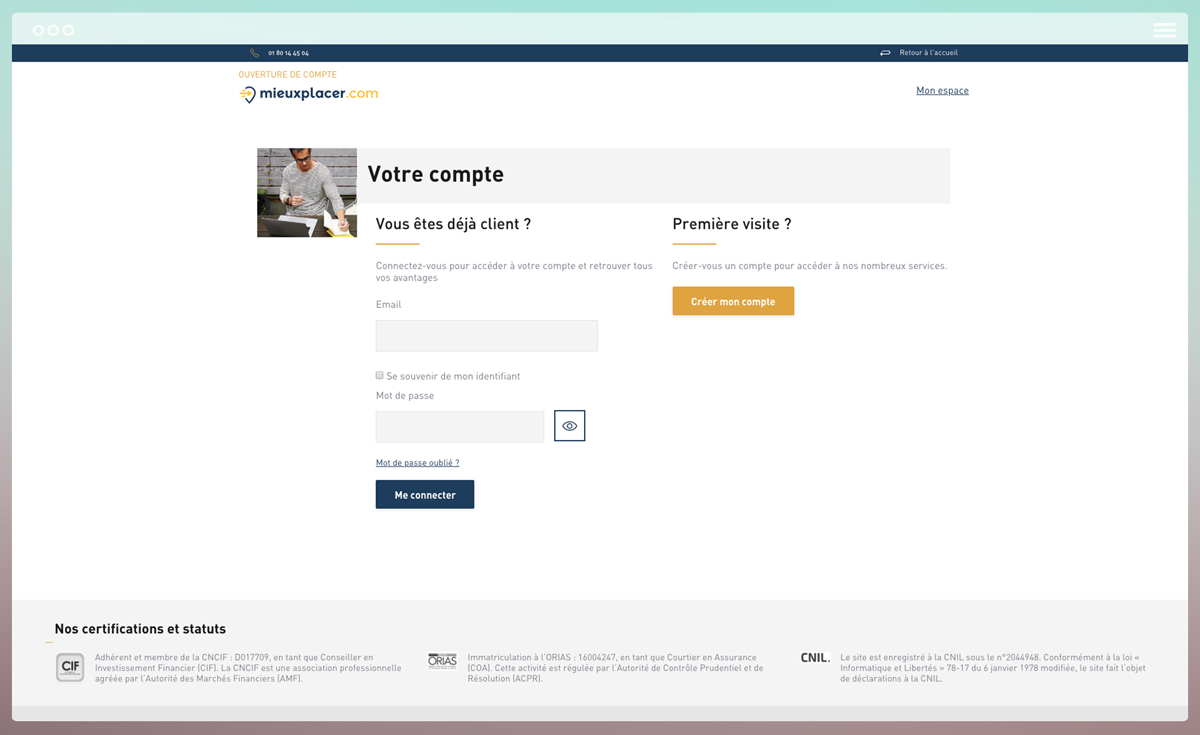 01 80 14 45 04
Retour à l'accueil
OUVERTURE DE COMPTE
mieuxplacer.com
Mon espace
Votre compte
Vous êtes déjà client ?
Connectez-vous pour accéder à votre compte et retrouver tous
vos avantages
Email
Se souvenir de mon identifiant
Mot de passe
Mot de passe oublié ?
Me connecter
Première visite ?
Créer-vous un compte pour accéder à nos nombreux services.
Créer mon compte
Nos certifications et statuts
CIF
Adhérent et membre de la CNCIF : D017709, en tant que Conseiller en
Investissement Financier (CIF). La CNCIF est une association professionnelle
agréée par l'Autorité des Marchés Financiers (AMF).
ORIAS
Immatriculation à l'ORIAS : 16004247, en tant que Courtier en Assurance
(COA). Cette activité est régulée par l'Autorité de Contrôle Prudentiel et de
Résolution (ACPR).
CNIL.
Le site est enregistré à la CNIL sous le n°2044948. Conformément à la loi «
Informatique et Libertés » 78-17 du 6 janvier 1978 modifiée, le site fait l'objet
de déclarations à la CNIL.